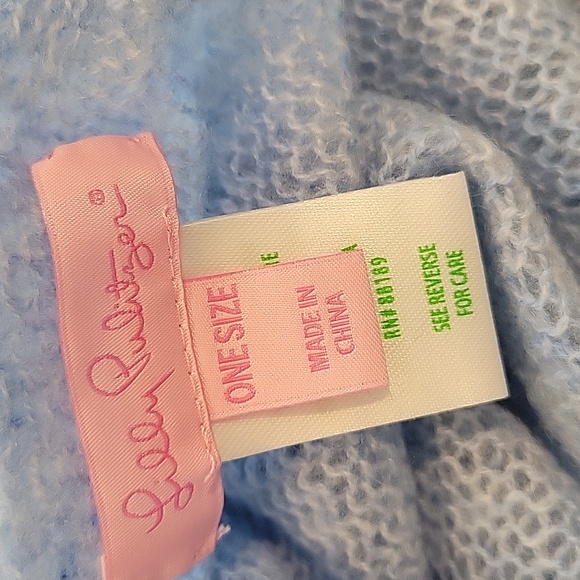 Lilly Pulitzer®
ONE SIZE
MADE IN
CHINA
RN# 88189
SEE REVERSE
FOR CARE